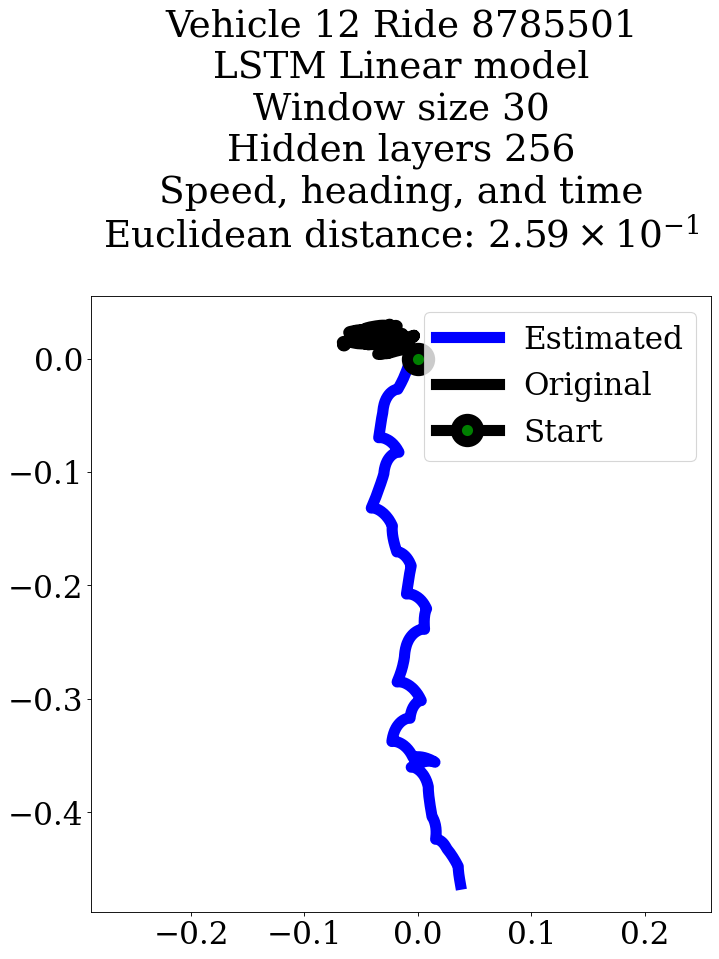 Vehicle 12 Ride 8785501
LSTM Linear model
Window size 30
Hidden layers 256
Speed, heading, and time
Euclidean distance: 2.59 × 10⁻¹
Estimated
Original
Start
0.0
−0.1
−0.2
−0.3
−0.4
−0.2 −0.1 0.0 0.1 0.2